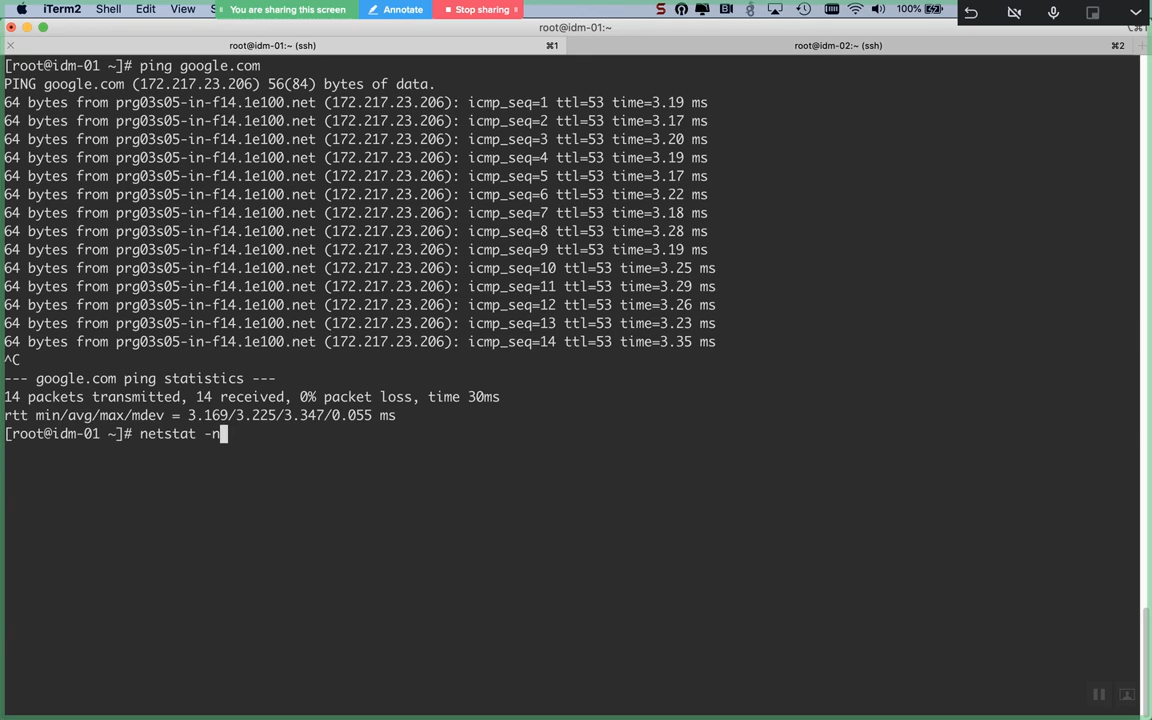 iTerm2 Shell Edit View S You are sharing this screen Annotate Stop sharing 100%
root@idm-01:~
root@idm-01:~ (ssh) ⌘1 root@idm-02:~ (ssh) ⌘2
[root@idm-01 ~]# ping google.com
PING google.com (172.217.23.206) 56(84) bytes of data.
64 bytes from prg03s05-in-f14.1e100.net (172.217.23.206): icmp_seq=1 ttl=53 time=3.19 ms
64 bytes from prg03s05-in-f14.1e100.net (172.217.23.206): icmp_seq=2 ttl=53 time=3.17 ms
64 bytes from prg03s05-in-f14.1e100.net (172.217.23.206): icmp_seq=3 ttl=53 time=3.20 ms
64 bytes from prg03s05-in-f14.1e100.net (172.217.23.206): icmp_seq=4 ttl=53 time=3.19 ms
64 bytes from prg03s05-in-f14.1e100.net (172.217.23.206): icmp_seq=5 ttl=53 time=3.17 ms
64 bytes from prg03s05-in-f14.1e100.net (172.217.23.206): icmp_seq=6 ttl=53 time=3.22 ms
64 bytes from prg03s05-in-f14.1e100.net (172.217.23.206): icmp_seq=7 ttl=53 time=3.18 ms
64 bytes from prg03s05-in-f14.1e100.net (172.217.23.206): icmp_seq=8 ttl=53 time=3.28 ms
64 bytes from prg03s05-in-f14.1e100.net (172.217.23.206): icmp_seq=9 ttl=53 time=3.19 ms
64 bytes from prg03s05-in-f14.1e100.net (172.217.23.206): icmp_seq=10 ttl=53 time=3.25 ms
64 bytes from prg03s05-in-f14.1e100.net (172.217.23.206): icmp_seq=11 ttl=53 time=3.29 ms
64 bytes from prg03s05-in-f14.1e100.net (172.217.23.206): icmp_seq=12 ttl=53 time=3.26 ms
64 bytes from prg03s05-in-f14.1e100.net (172.217.23.206): icmp_seq=13 ttl=53 time=3.23 ms
64 bytes from prg03s05-in-f14.1e100.net (172.217.23.206): icmp_seq=14 ttl=53 time=3.35 ms
^C
--- google.com ping statistics ---
14 packets transmitted, 14 received, 0% packet loss, time 30ms
rtt min/avg/max/mdev = 3.169/3.225/3.347/0.055 ms
[root@idm-01 ~]# netstat -n